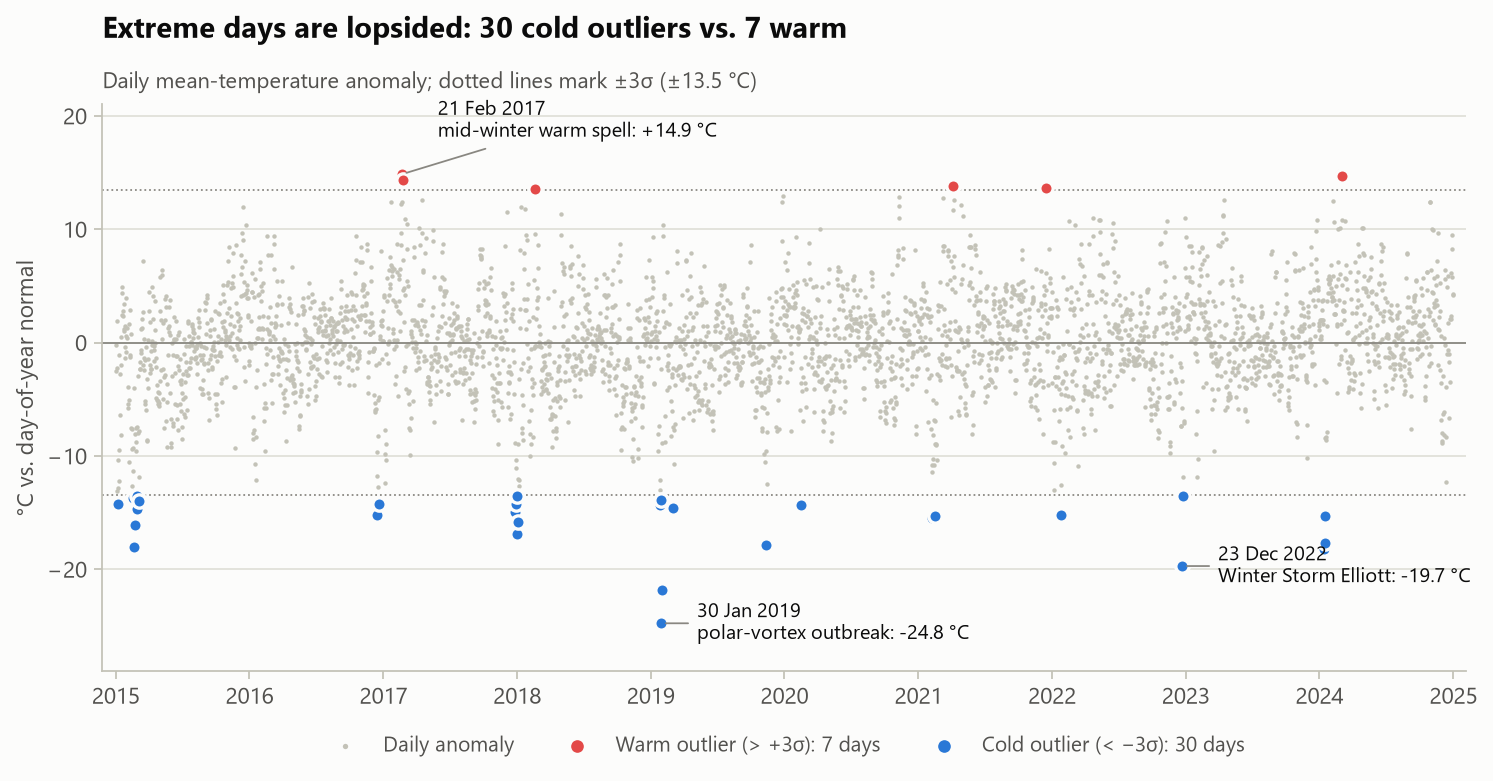 Extreme days are lopsided: 30 cold outliers vs. 7 warm
Daily mean-temperature anomaly; dotted lines mark ±3σ (±13.5 °C)
°C vs. day-of-year normal
20
10
0
−10
−20
21 Feb 2017
mid-winter warm spell: +14.9 °C
23 Dec 2022
Winter Storm Elliott: -19.7 °C
30 Jan 2019
polar-vortex outbreak: -24.8 °C
2015 2016 2017 2018 2019 2020 2021 2022 2023 2024 2025
Daily anomaly Warm outlier (> +3σ): 7 days Cold outlier (< −3σ): 30 days